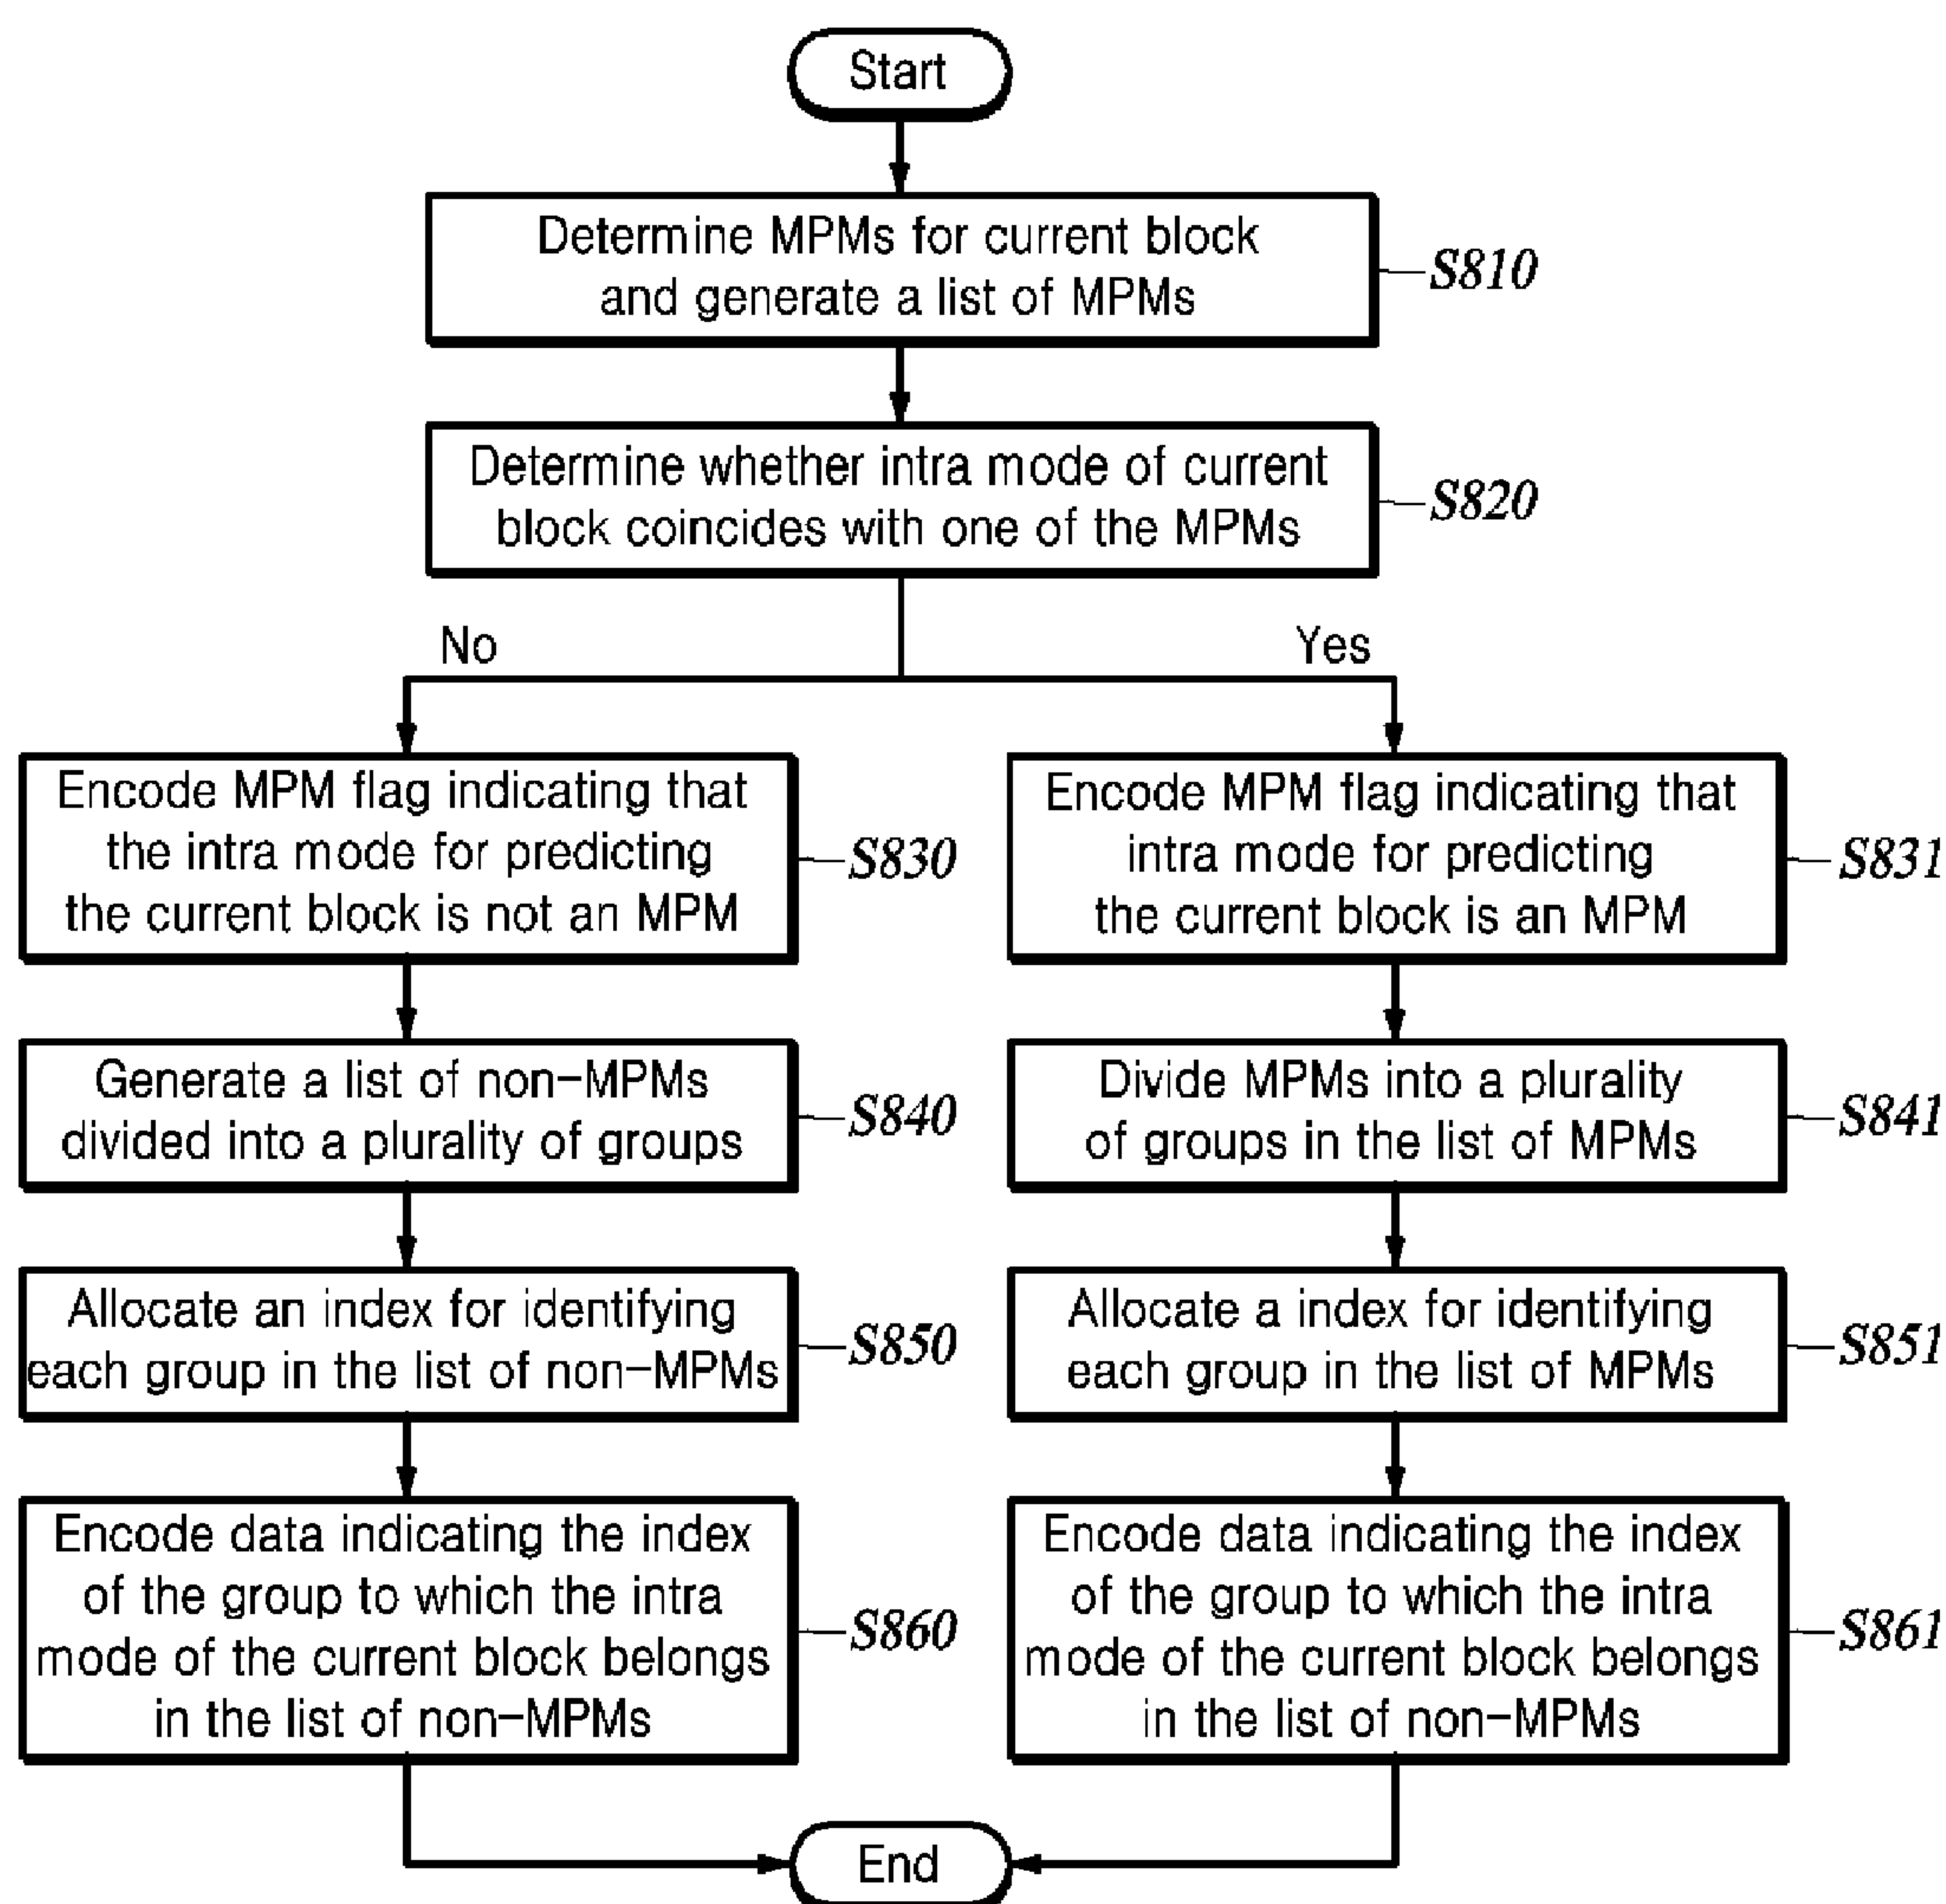 Start
Determine MPMs for current block
and generate a list of MPMs
S810
Determine whether intra mode of current
block coincides with one of the MPMs
S820
No
Yes
Encode MPM flag indicating that
the intra mode for predicting
the current block is not an MPM
S830
Encode MPM flag indicating that
intra mode for predicting
the current block is an MPM
S831
Generate a list of non-MPMs
divided into a plurality of groups
S840
Divide MPMs into a plurality
of groups in the list of MPMs
S841
Allocate an index for identifying
each group in the list of non-MPMs
S850
Allocate a index for identifying
each group in the list of MPMs
S851
Encode data indicating the index
of the group to which the intra
mode of the current block belongs
in the list of non-MPMs
S860
Encode data indicating the index
of the group to which the intra
mode of the current block belongs
in the list of non-MPMs
S861
End